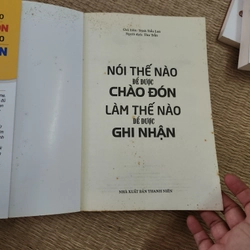 NÓI THẾ NÀO
ĐỂ ĐƯỢC
CHÀO ĐÓN
LÀM THẾ NÀO
ĐỂ ĐƯỢC
GHI NHẬN
NHÀ XUẤT BẢN THANH NIÊN